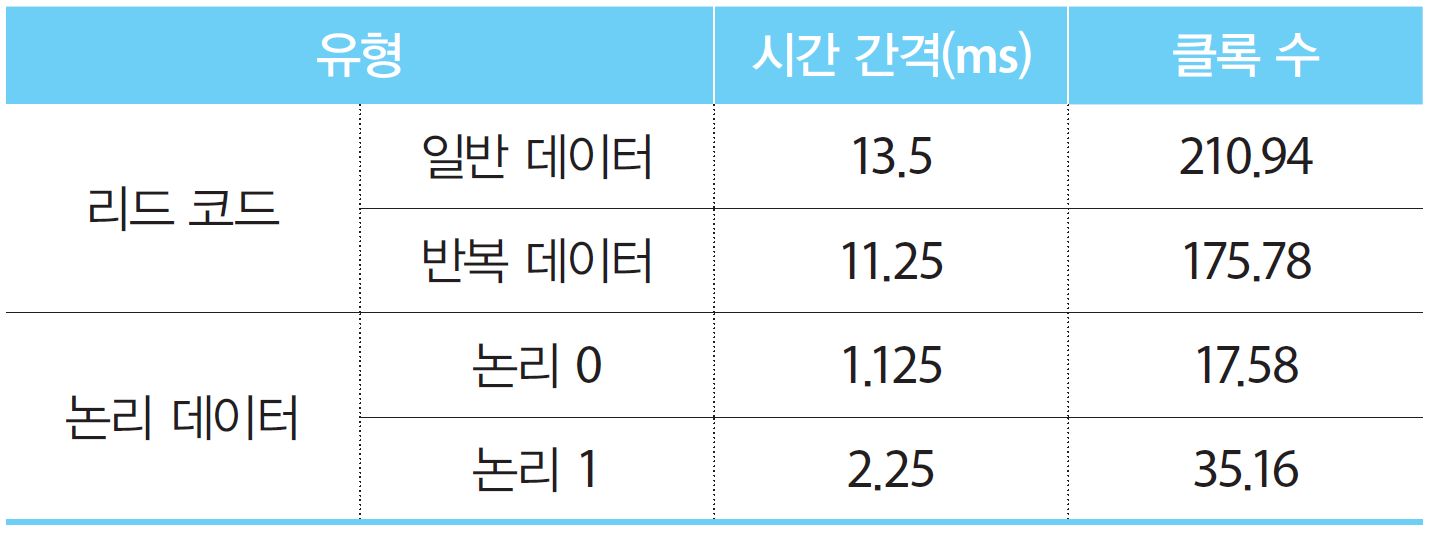 유형 시간 간격(ms) 클록 수
리드 코드 일반 데이터 13.5 210.94
반복 데이터 11.25 175.78
논리 데이터 논리 0 1.125 17.58
논리 1 2.25 35.16